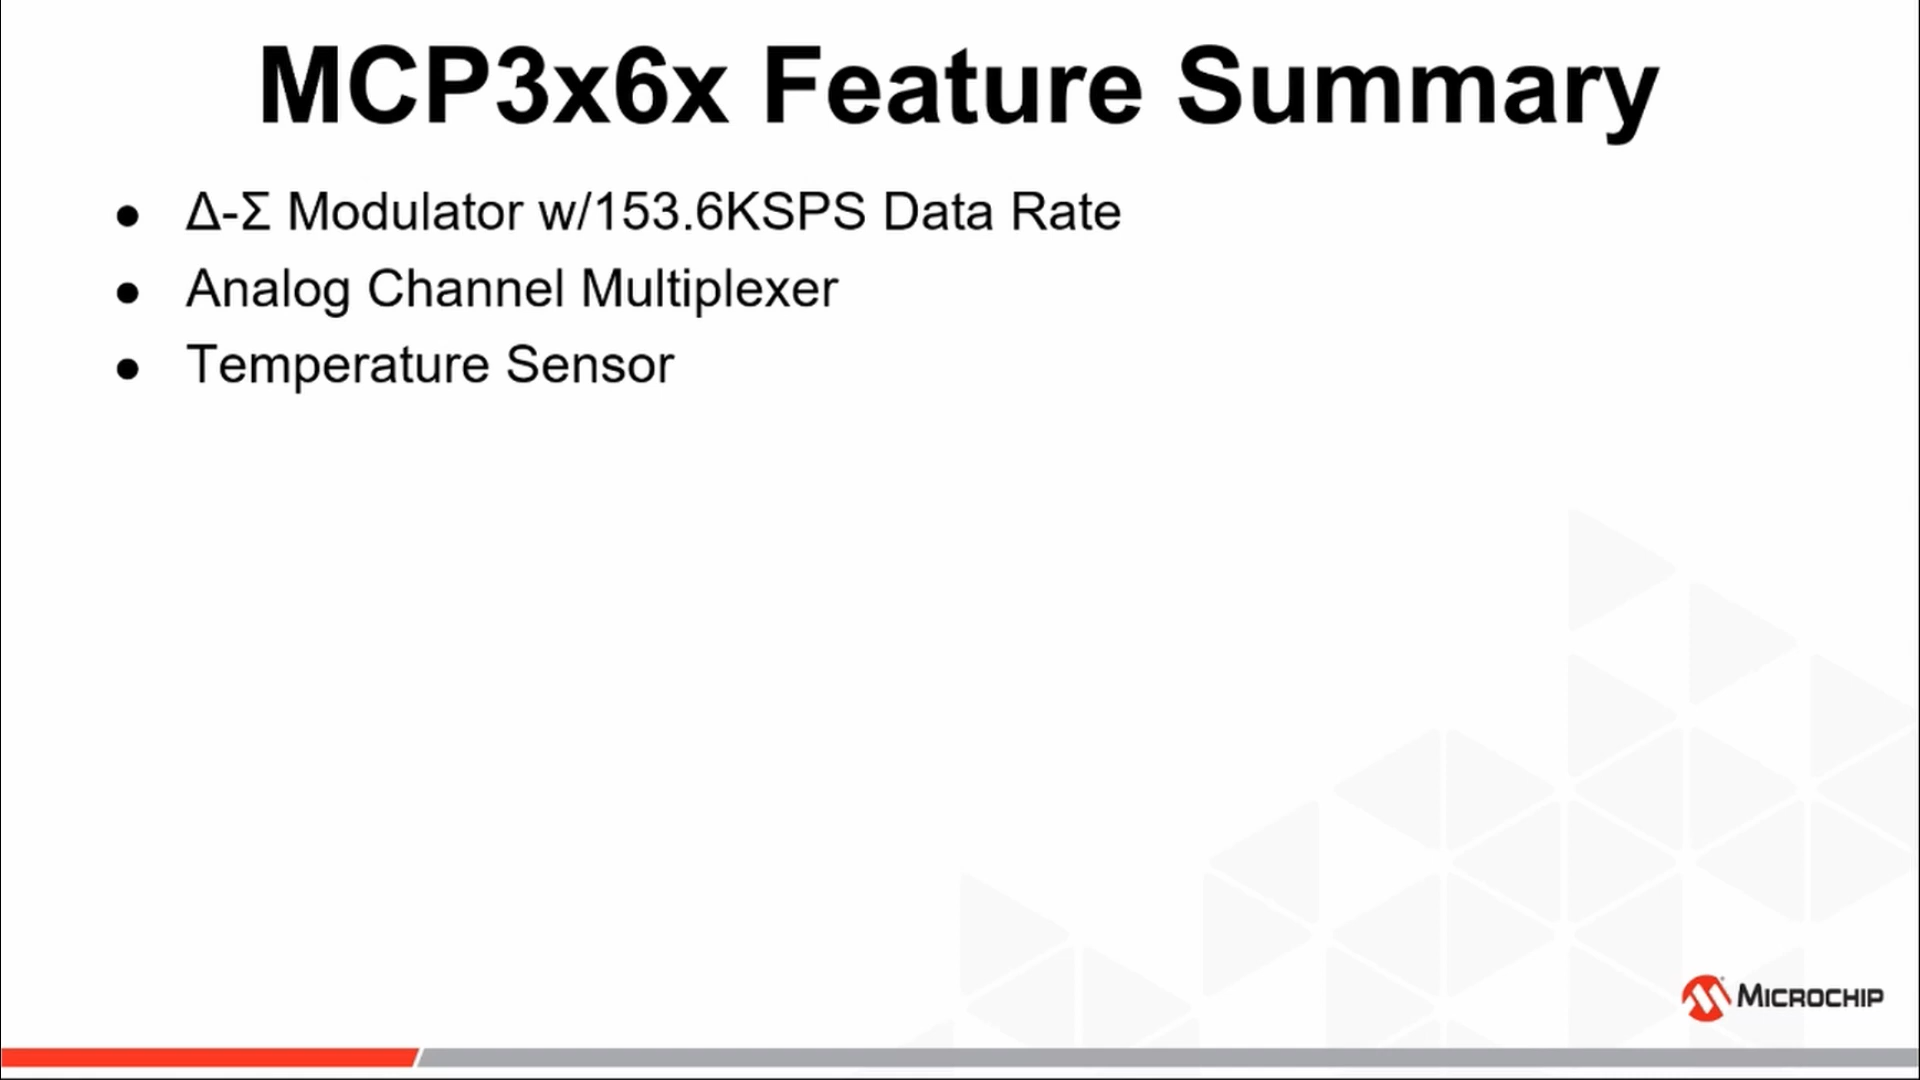 MCP3x6x Feature Summary
● Δ-Σ Modulator w/153.6KSPS Data Rate
● Analog Channel Multiplexer
● Temperature Sensor
MICROCHIP